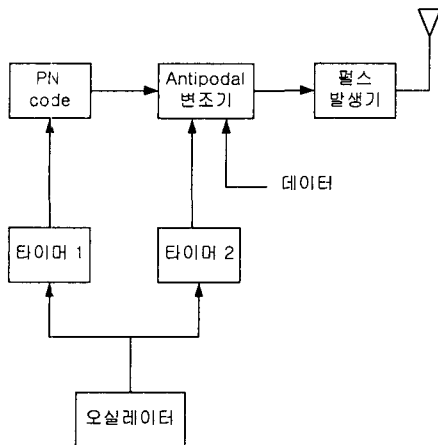 PN
code
Antipodal
변조기
펄스
발생기
데이터
타이머 1
타이머 2
오실레이터